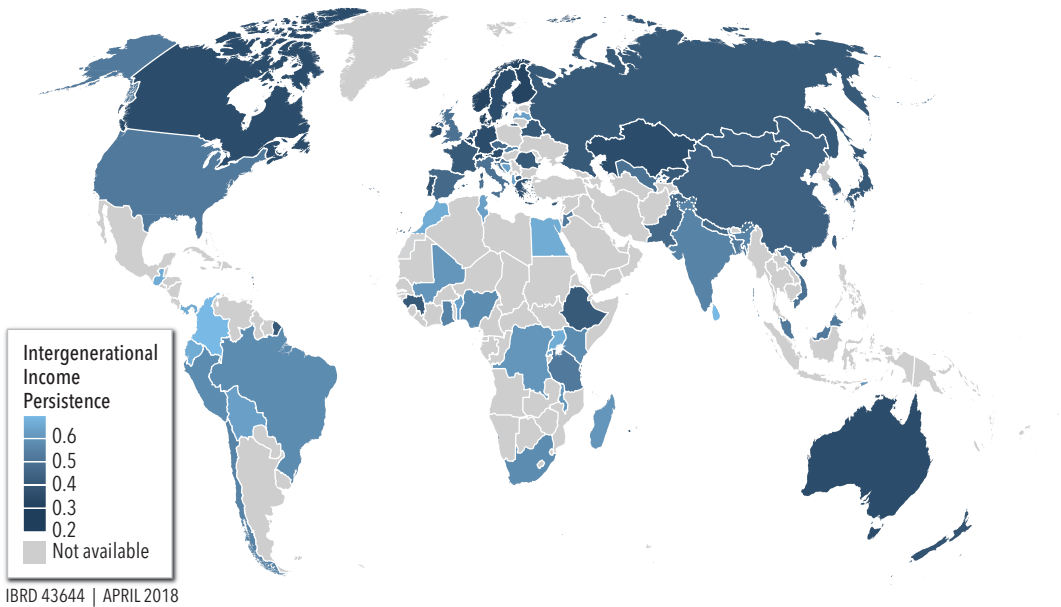 Intergenerational
Income
Persistence
0.6
0.5
0.4
0.3
0.2
Not available
IBRD 43644 | APRIL 2018